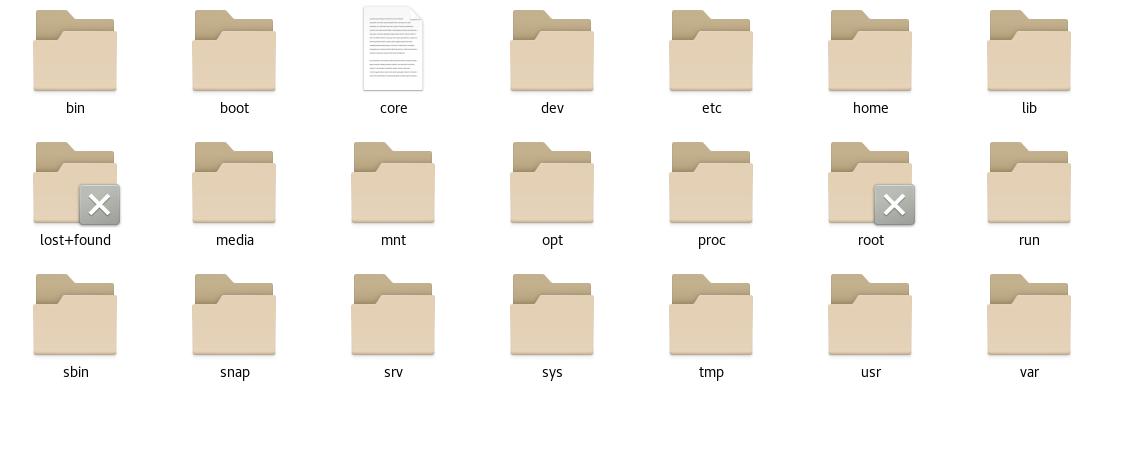 bin boot core dev etc home lib
lost+found media mnt opt proc root run
sbin snap srv sys tmp usr var